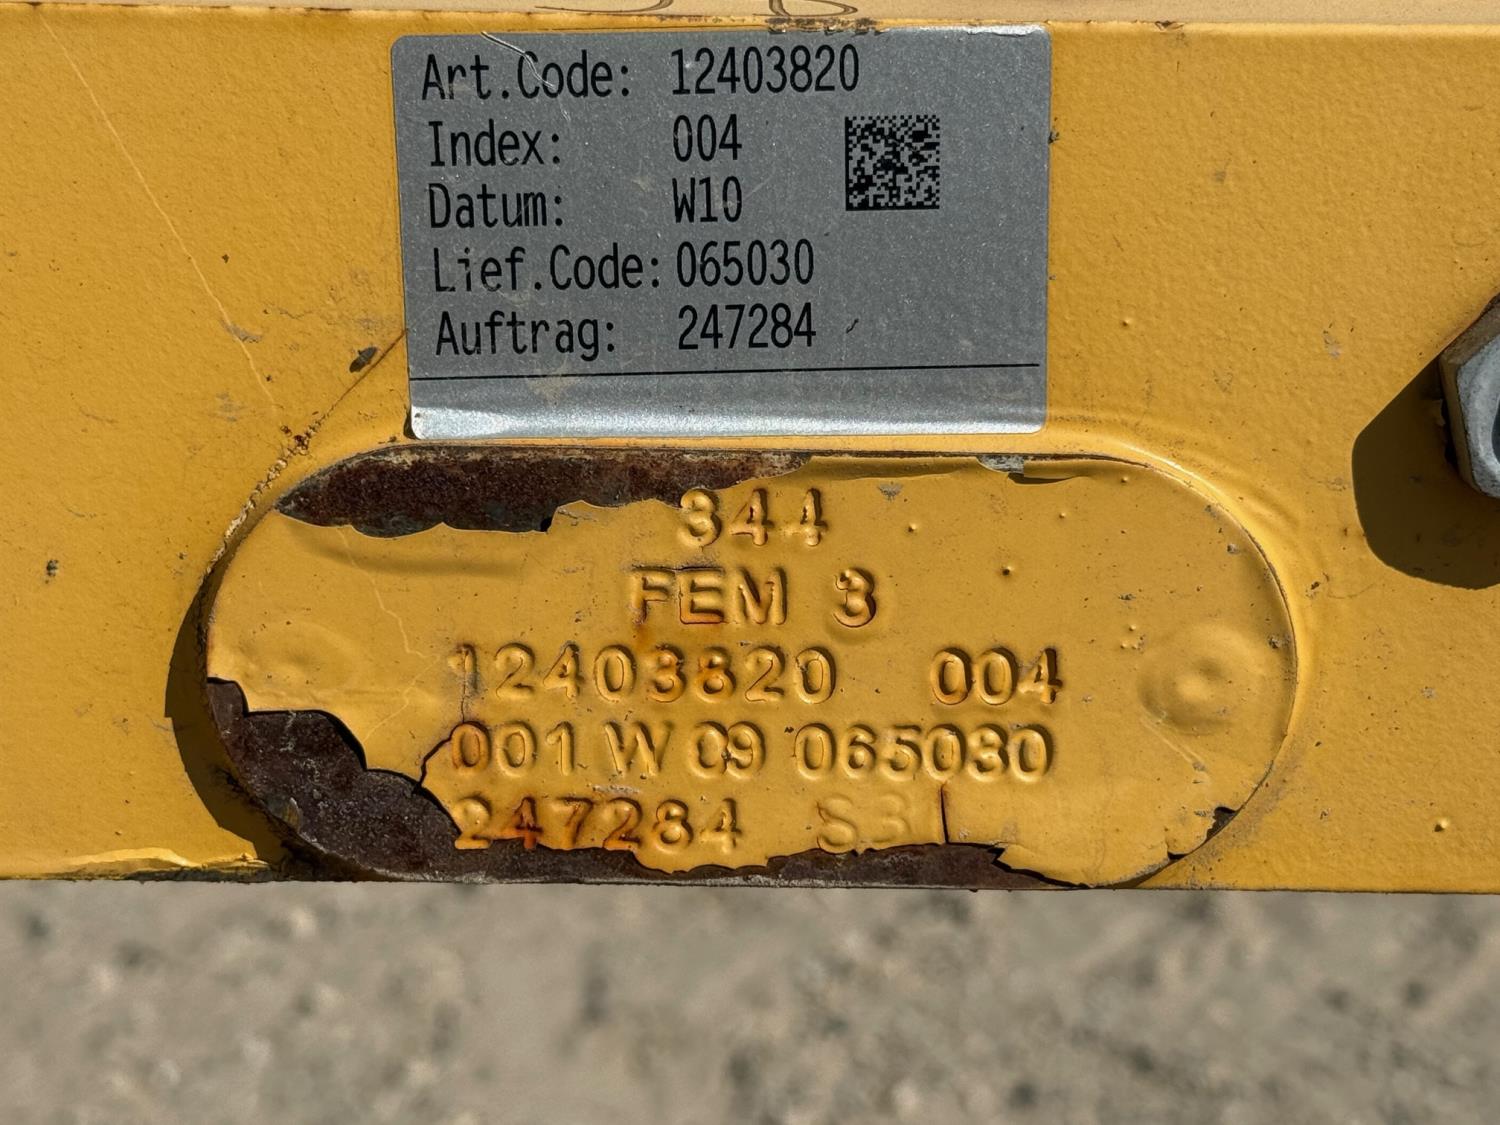 Art.Code: 12403820
Index: 004
Datum: W10
Lief.Code: 065030
Auftrag: 247284
344
FEM 3
12403820 004
001 W 09 065030
247284 S3